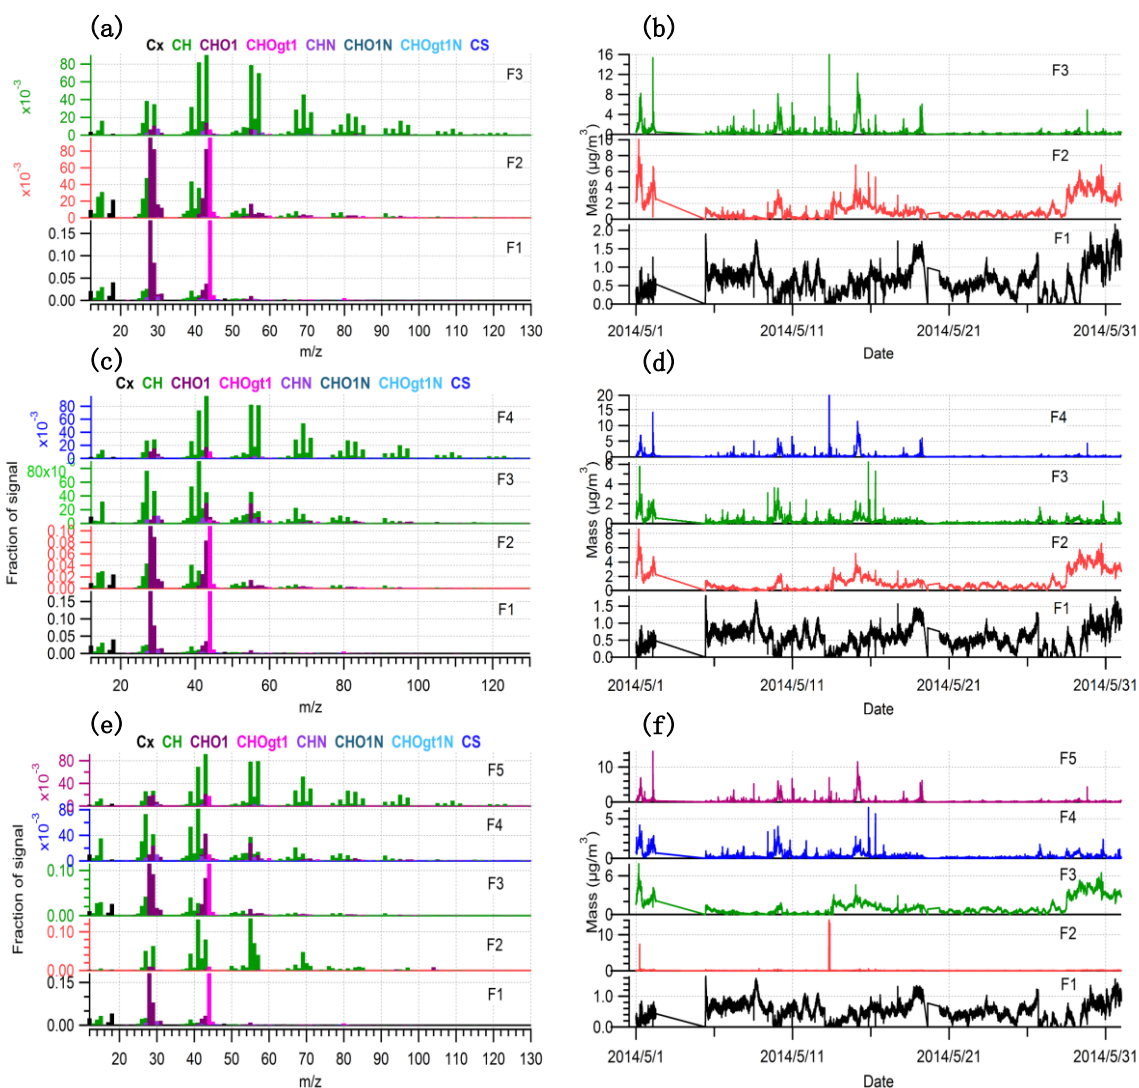 (a)
Cx CH CHO1 CHOgt1 CHN CHO1N CHOgt1N CS
80
60
40
20
0
x10⁻³
F3
80
60
40
20
0
x10⁻³
F2
0.15
0.10
0.05
0.00
F1
20 30 40 50 60 70 80 90 100 110 120 130
m/z
(b)
16
12
8
4
0
F3
10
8
6
4
2
0
F2
Mass (µg/m³)
2.0
1.5
1.0
0.5
0.0
F1
2014/5/1 2014/5/11 2014/5/21 2014/5/31
Date
(c)
Cx CH CHO1 CHOgt1 CHN CHO1N CHOgt1N CS
80
60
40
20
0
x10⁻³
F4
80x10
60
40
20
0
F3
0.10
0.08
0.06
0.04
0.02
0.00
F2
0.15
0.10
0.05
0.00
F1
Fraction of signal
20 30 40 50 60 70 80 90 100 110 120
m/z
(d)
20
15
10
5
0
F4
6
4
2
0
F3
8
6
4
2
0
F2
Mass (µg/m³)
1.5
1.0
0.5
0.0
F1
2014/5/1 2014/5/11 2014/5/21 2014/5/31
Date
(e)
Cx CH CHO1 CHOgt1 CHN CHO1N CHOgt1N CS
80
40
0
x10⁻³
F5
80
40
0
x10⁻³
F4
0.10
0.00
F3
0.10
0.00
F2
0.15
0.00
F1
Fraction of signal
20 30 40 50 60 70 80 90 100 110 120 130
m/z
(f)
10
0
F5
5
0
F4
6
4
2
0
F3
10
0
F2
Mass (µg/m³)
1.0
0.0
F1
2014/5/1 2014/5/11 2014/5/21 2014/5/31
Date